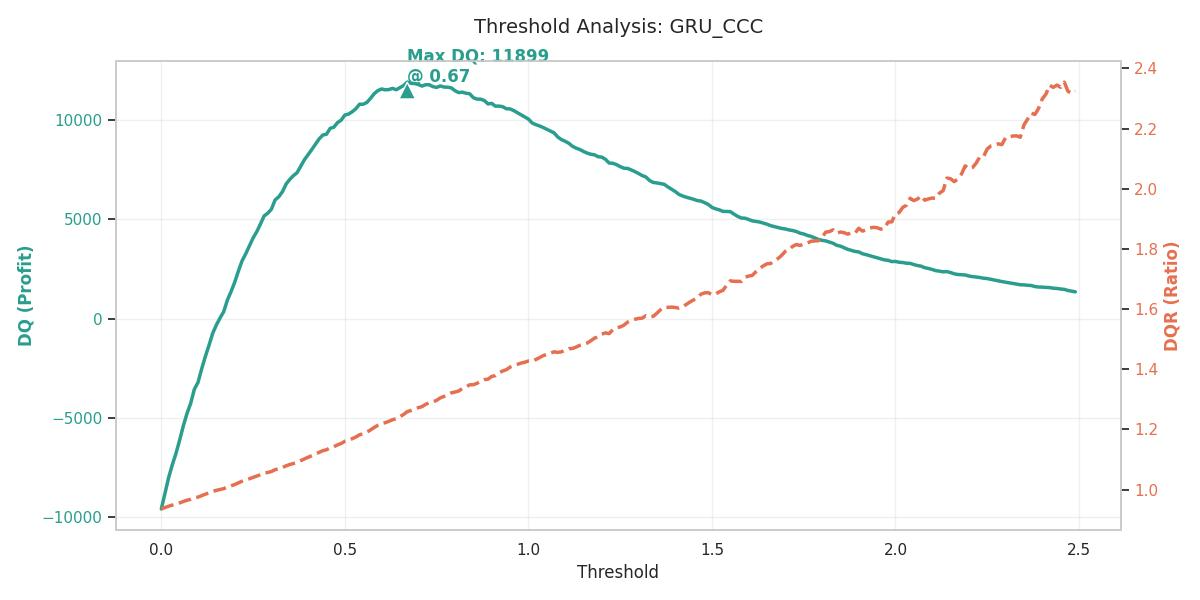 Threshold Analysis: GRU_CCC
Max DQ: 11899
@ 0.67
10000
5000
0
−5000
−10000
DQ (Profit)
2.4
2.2
2.0
1.8
1.6
1.4
1.2
1.0
DQR (Ratio)
0.0 0.5 1.0 1.5 2.0 2.5
Threshold